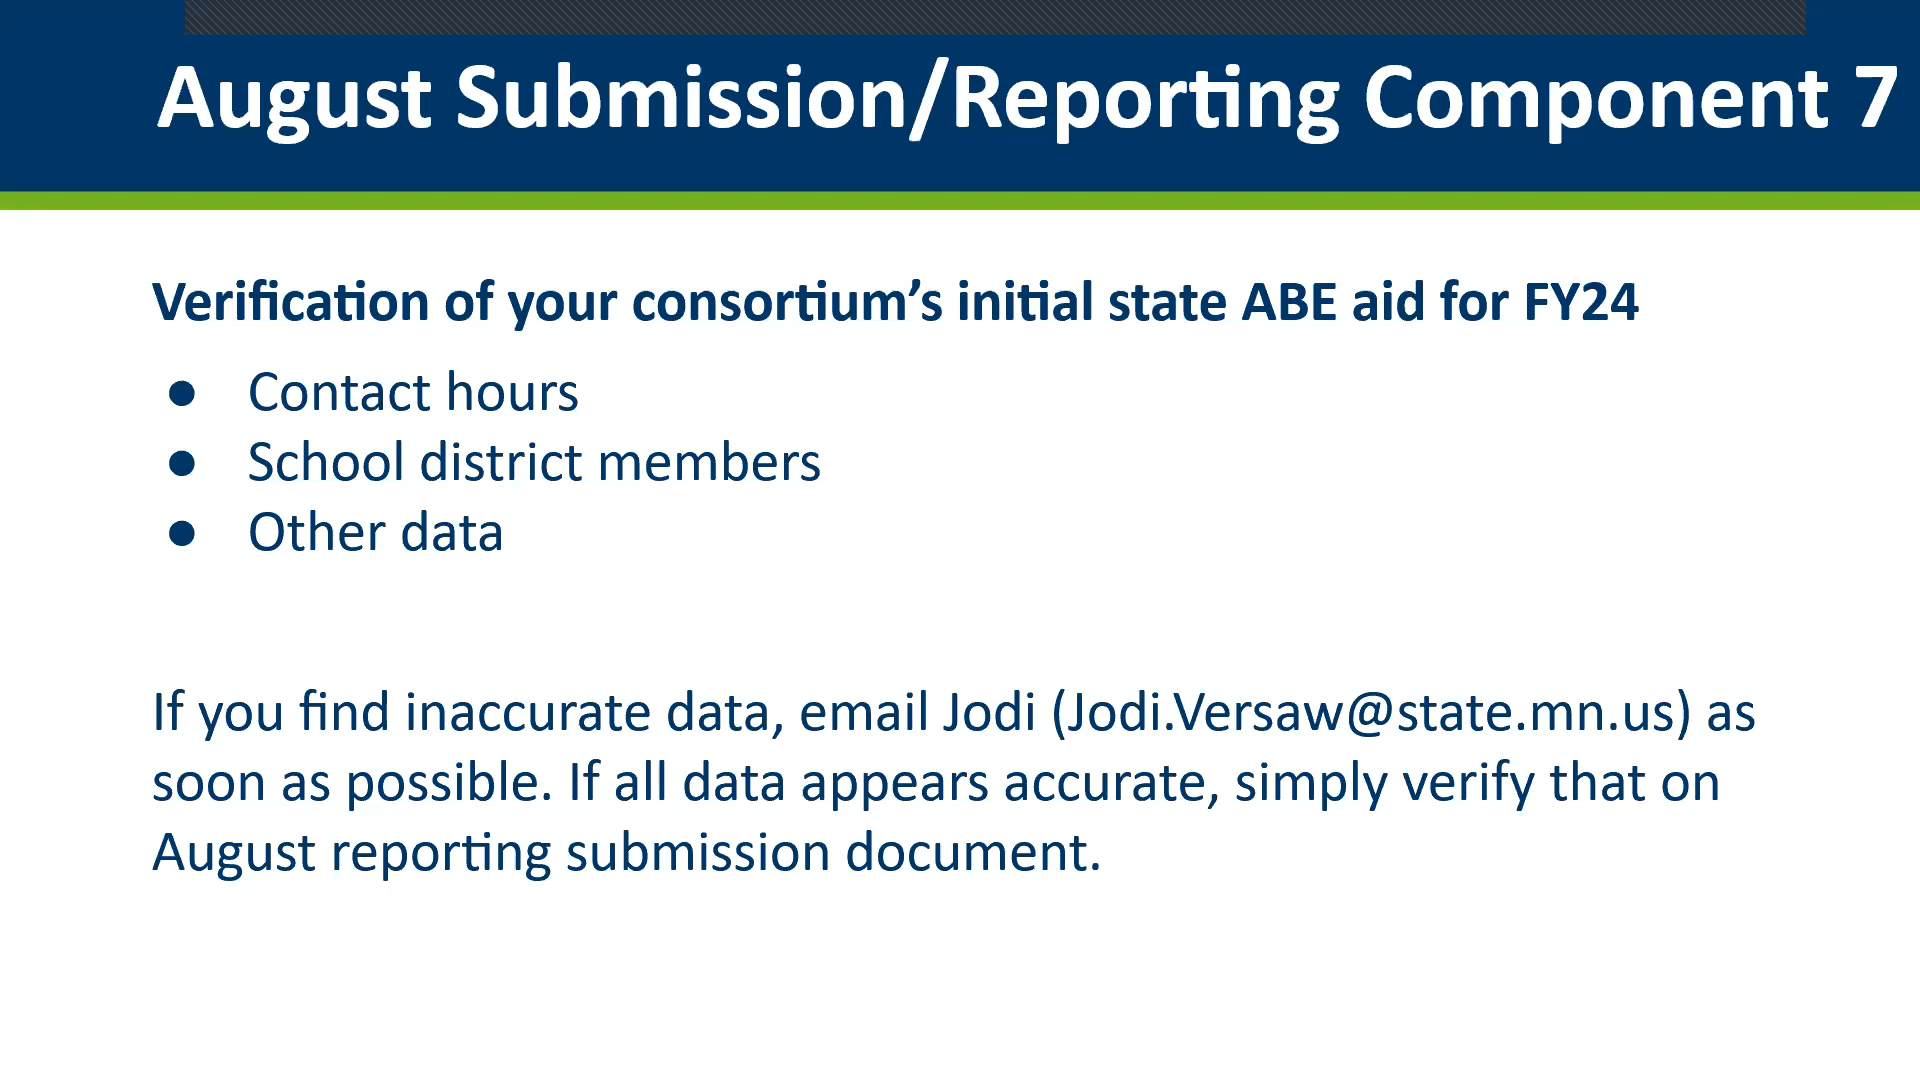 August Submission/Reporting Component 7
Verification of your consortium’s initial state ABE aid for FY24
● Contact hours
● School district members
● Other data
If you find inaccurate data, email Jodi (Jodi.Versaw@state.mn.us) as
soon as possible. If all data appears accurate, simply verify that on
August reporting submission document.